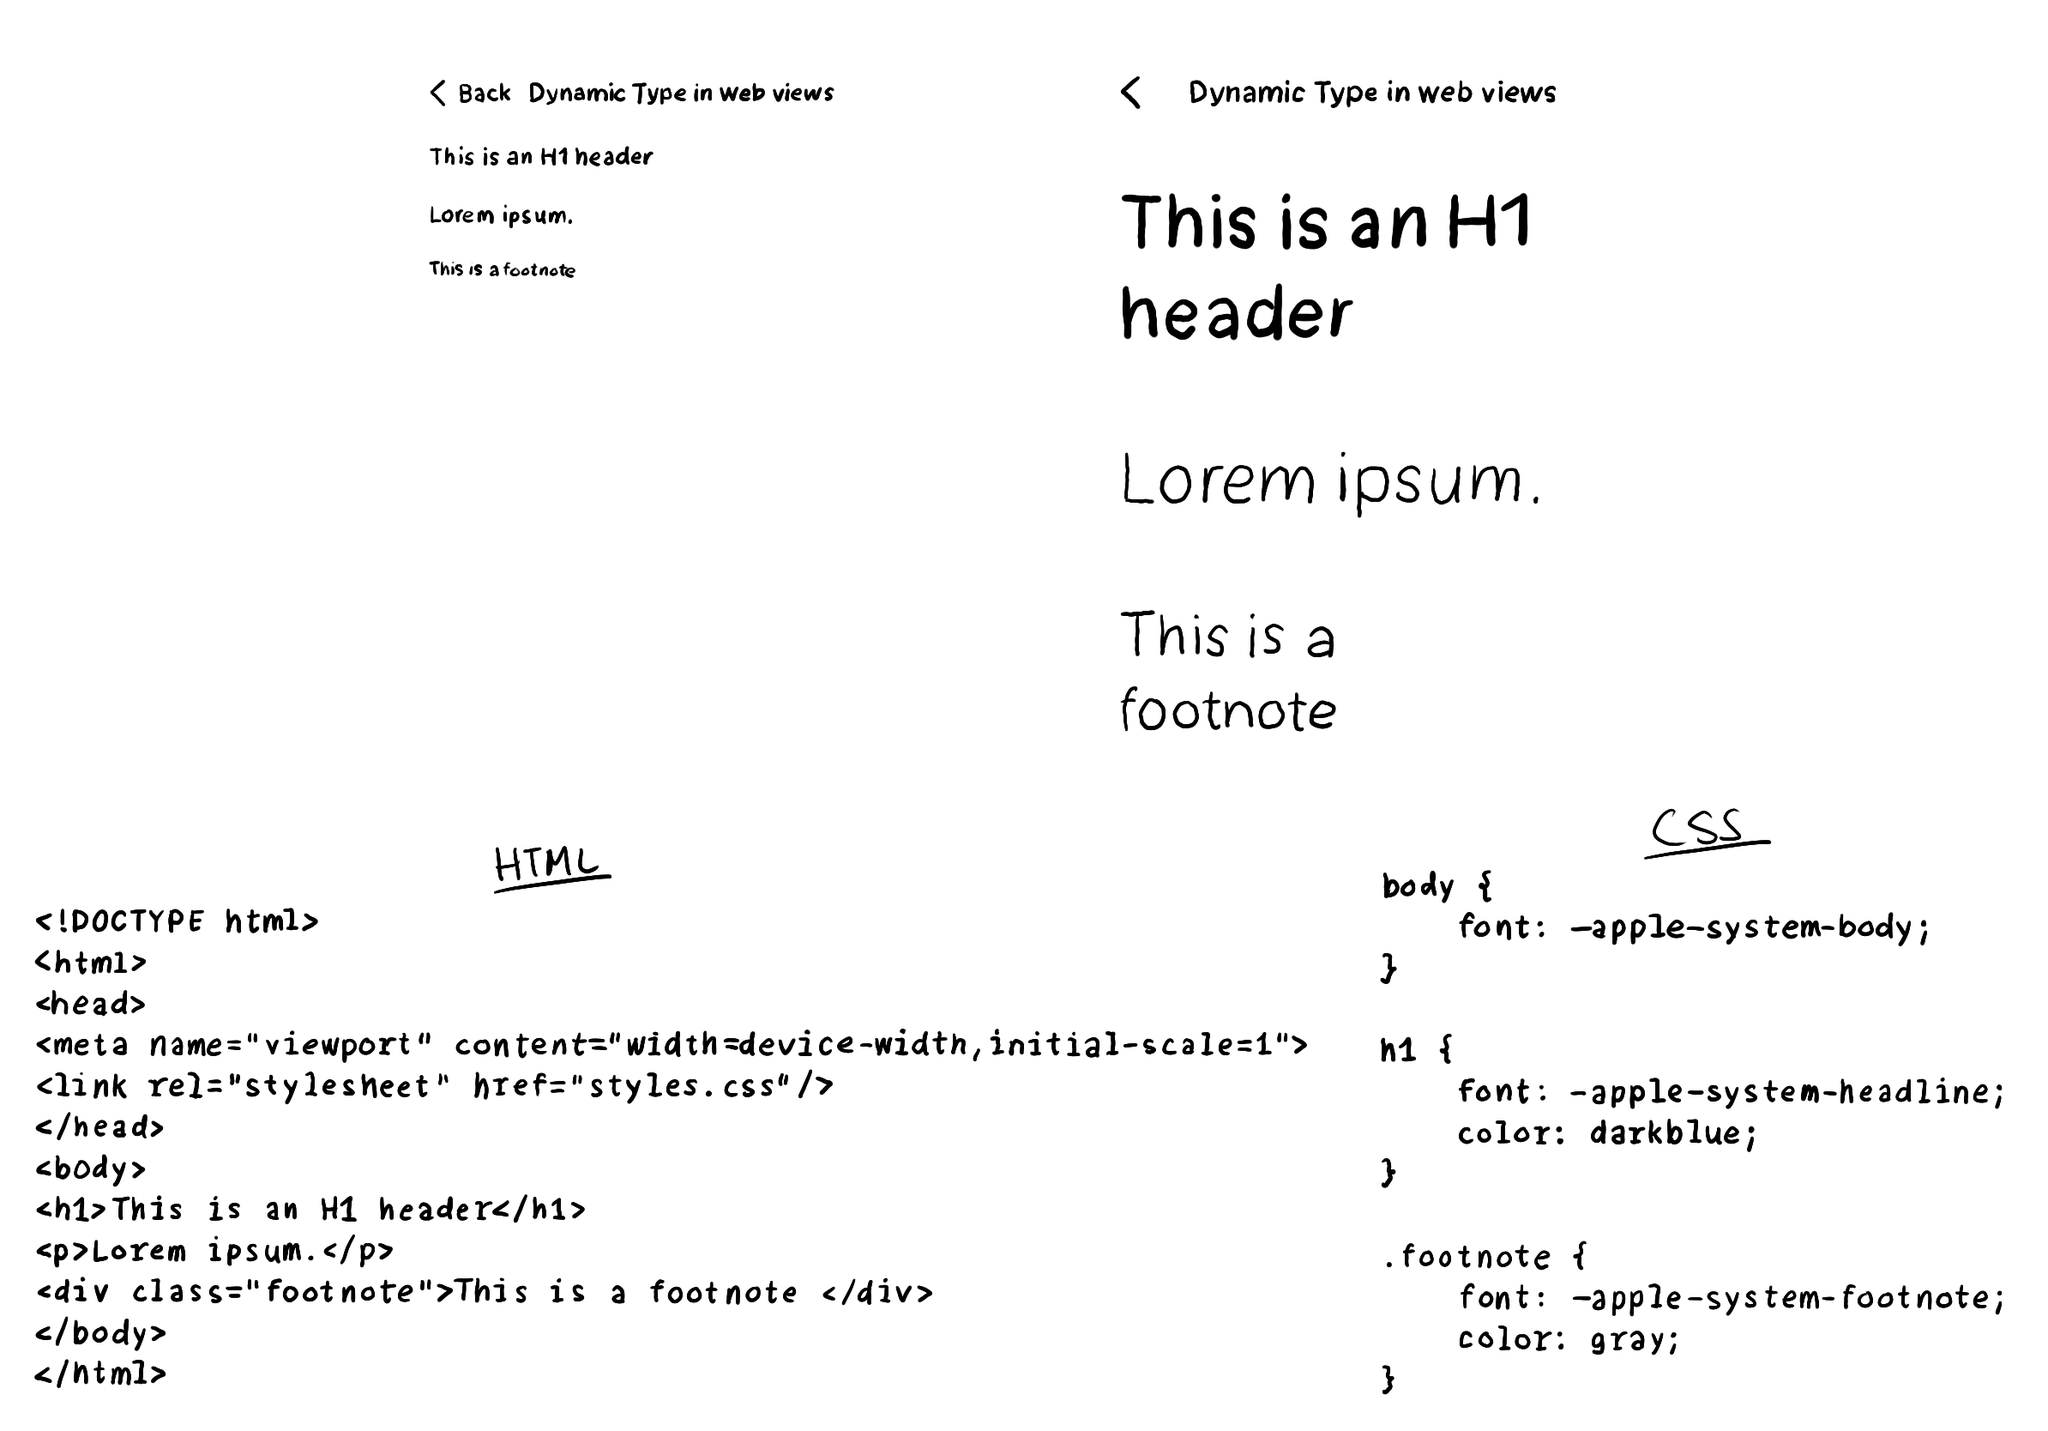 < Back Dynamic Type in web views
This is an H1 header
Lorem ipsum.
This is a footnote
< Dynamic Type in web views
This is an H1
header
Lorem ipsum.
This is a
footnote
HTML
<!DOCTYPE html>
<html>
<head>
<meta name="viewport" content="width=device-width,initial-scale=1">
<link rel="stylesheet" href="styles.css"/>
</head>
<body>
<h1>This is an H1 header</h1>
<p>Lorem ipsum.</p>
<div class="footnote">This is a footnote </div>
</body>
</html>
CSS
body {
    font: -apple-system-body;
}
h1 {
    font: -apple-system-headline;
    color: darkblue;
}
.footnote {
    font: -apple-system-footnote;
    color: gray;
}